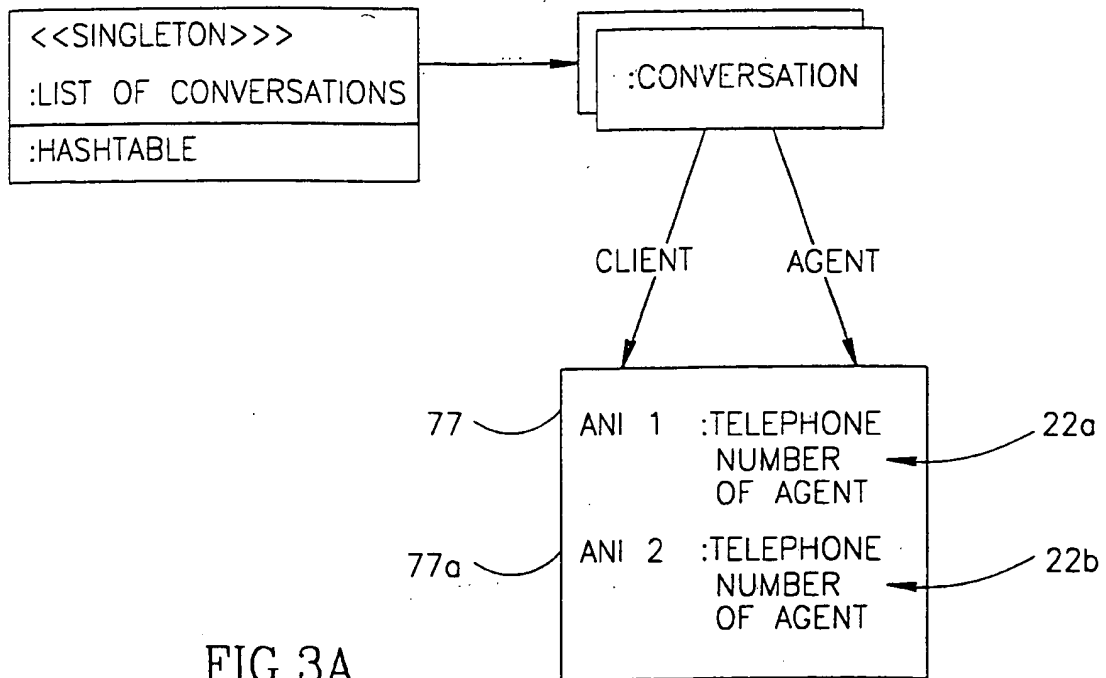 <<SINGLETON>>>
:LIST OF CONVERSATIONS
:HASHTABLE
:CONVERSATION
CLIENT
AGENT
77
ANI 1 :TELEPHONE
NUMBER
OF AGENT
22a
77a
ANI 2 :TELEPHONE
NUMBER
OF AGENT
22b
FIG.3A